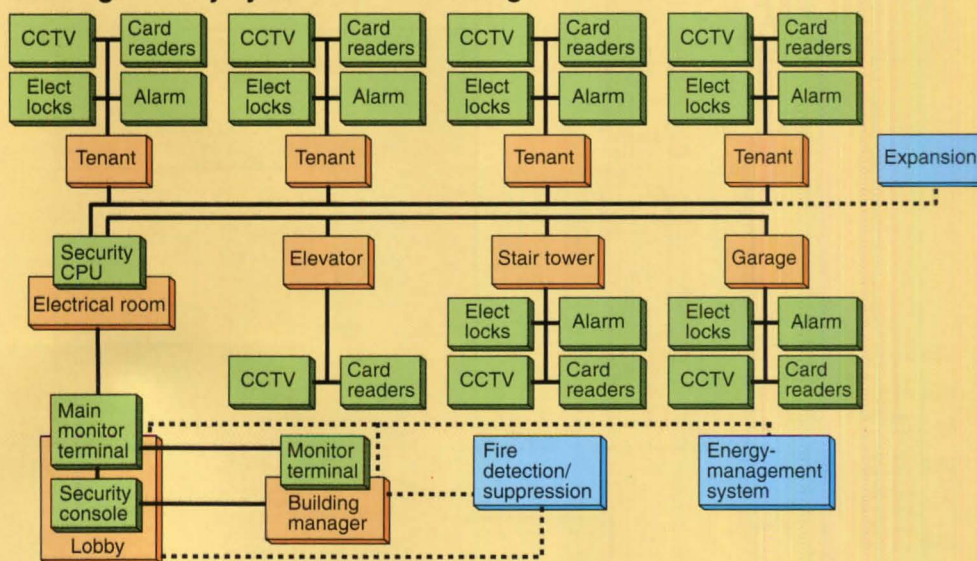 CCTV
Card
readers
CCTV
Card
readers
CCTV
Card
readers
CCTV
Card
readers
Elect
locks
Alarm
Elect
locks
Alarm
Elect
locks
Alarm
Elect
locks
Alarm
Tenant
Tenant
Tenant
Tenant
Expansion
Security
CPU
Electrical room
Elevator
Stair tower
Garage
Elect
locks
Alarm
Elect
locks
Alarm
CCTV
Card
readers
CCTV
Card
readers
CCTV
Card
readers
Main
monitor
terminal
Monitor
terminal
Fire
detection/
suppression
Energy-
management
system
Security
console
Building
manager
Lobby